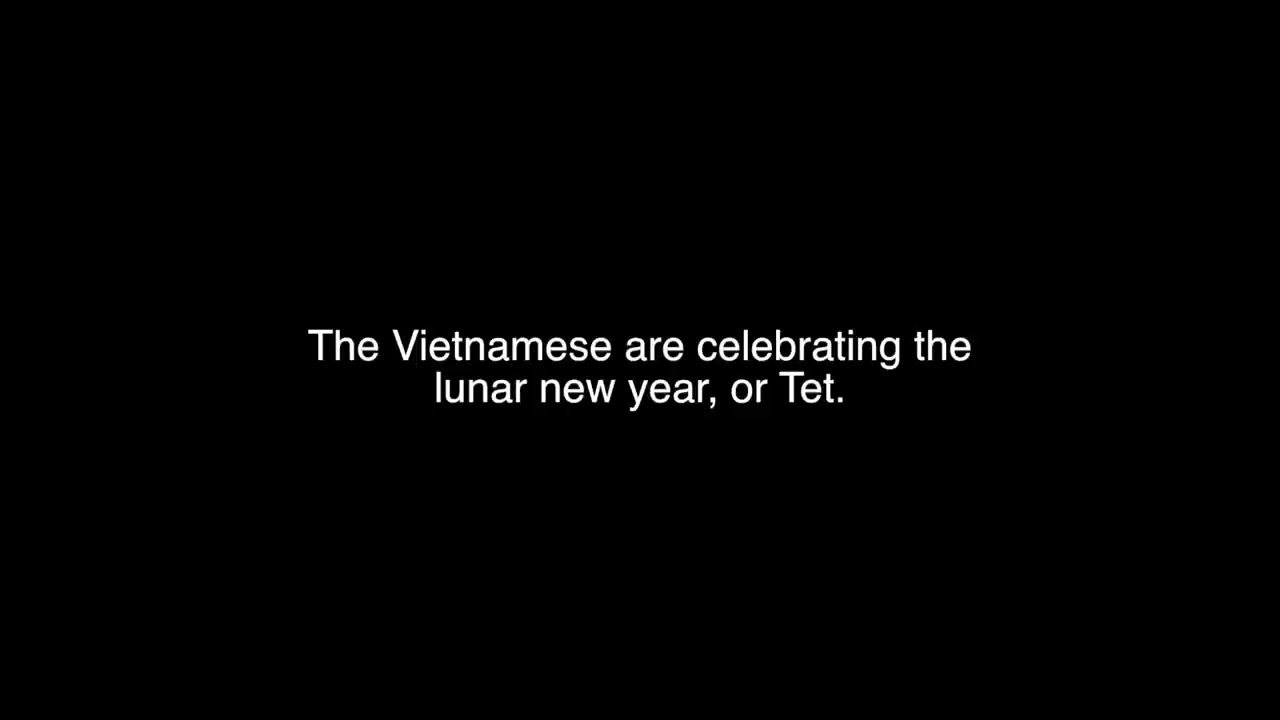 The Vietnamese are celebrating the
lunar new year, or Tet.